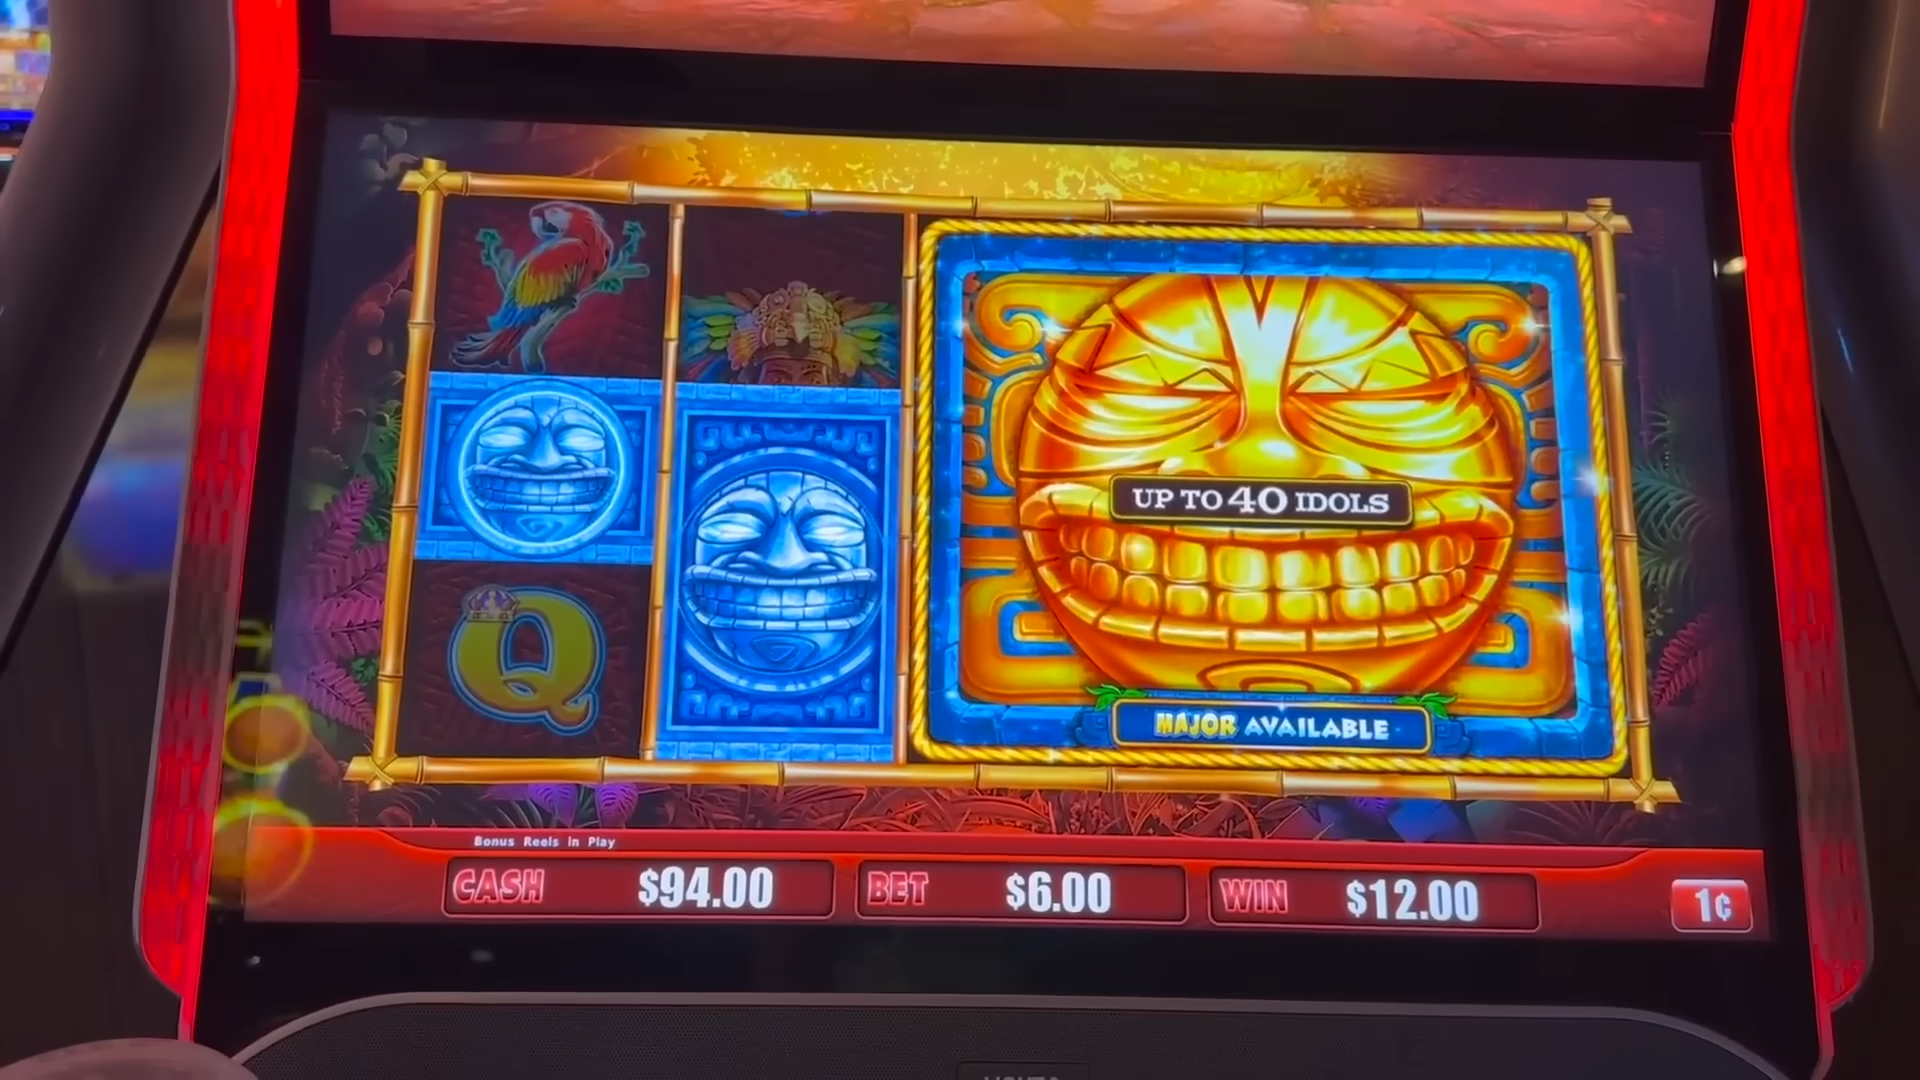 UP TO 40 IDOLS
MAJOR AVAILABLE
Q
Bonus Reels in Play
CASH $94.00 BET $6.00 WIN $12.00 1¢